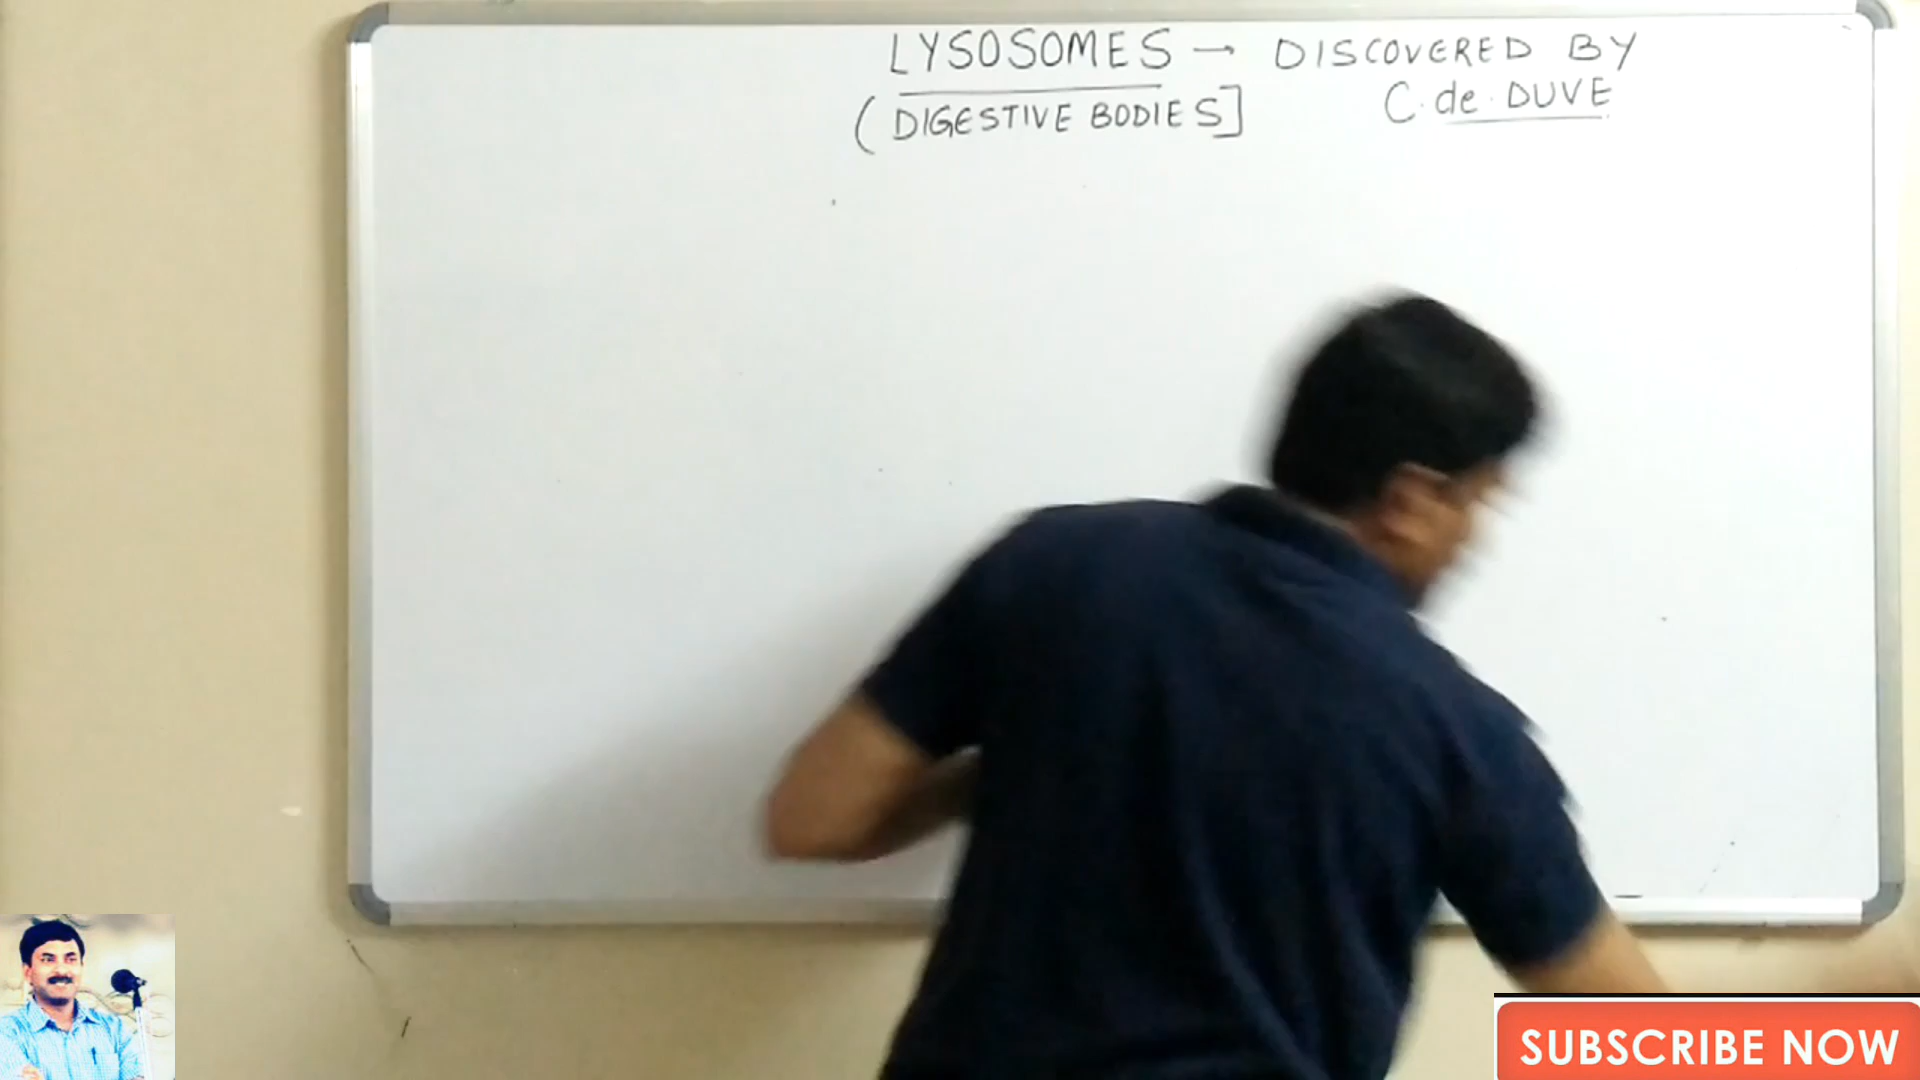 LYSOSOMES → DISCOVERED BY
C. de. DUVE
(DIGESTIVE BODIES]
SUBSCRIBE NOW